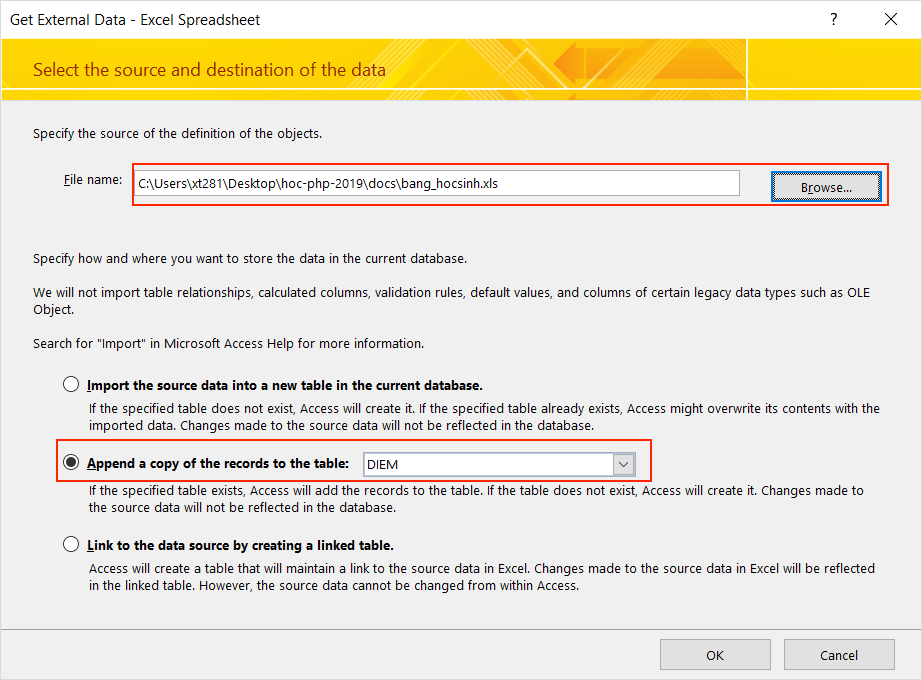 Get External Data - Excel Spreadsheet ?
Select the source and destination of the data
Specify the source of the definition of the objects.
File name: C:\Users\xt281\Desktop\hoc-php-2019\docs\bang_hocsinh.xls Browse...
Specify how and where you want to store the data in the current database.
We will not import table relationships, calculated columns, validation rules, default values, and columns of certain legacy data types such as OLE
Object.
Search for "Import" in Microsoft Access Help for more information.
Import the source data into a new table in the current database.
If the specified table does not exist, Access will create it. If the specified table already exists, Access might overwrite its contents with the
imported data. Changes made to the source data will not be reflected in the database.
Append a copy of the records to the table: DIEM
If the specified table exists, Access will add the records to the table. If the table does not exist, Access will create it. Changes made to
the source data will not be reflected in the database.
Link to the data source by creating a linked table.
Access will create a table that will maintain a link to the source data in Excel. Changes made to the source data in Excel will be reflected
in the linked table. However, the source data cannot be changed from within Access.
OK Cancel